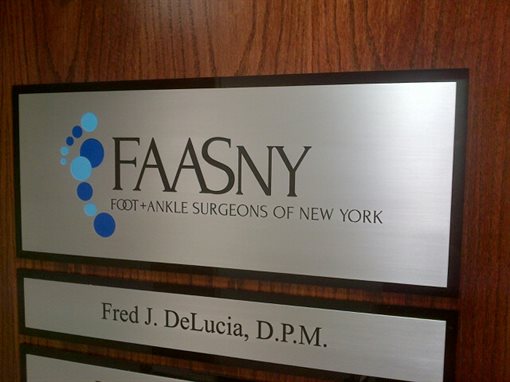 FAASNY
FOOT+ANKLE SURGEONS OF NEW YORK
Fred J. DeLucia, D.P.M.